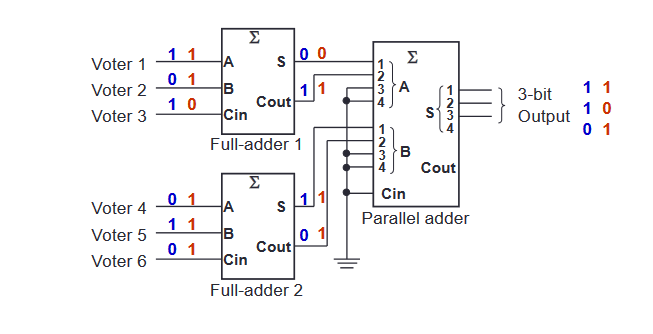 Σ
Voter 1 1 1 A S 0 0
Voter 2 0 1 B
Voter 3 1 0 Cin Cout 1 1
Full-adder 1
Σ
Voter 4 0 1 A S 1 1
Voter 5 1 1 B
Voter 6 0 1 Cin Cout 0 1
Full-adder 2
Σ
1
2
3 A
4
1
2
3 B
4
Cin
S
1
2
3
4
Cout
Parallel adder
3-bit
Output
1 1
1 0
0 1